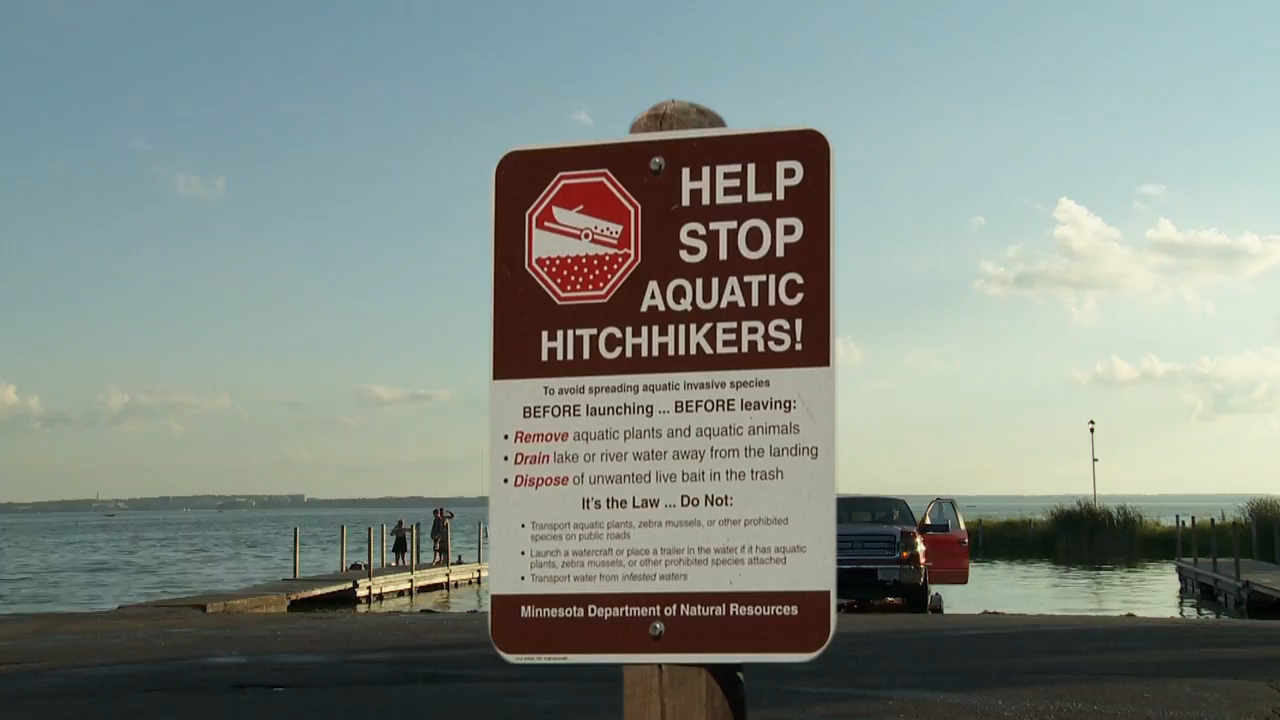 HELP
STOP
AQUATIC
HITCHHIKERS!
To avoid spreading aquatic invasive species
BEFORE launching ... BEFORE leaving:
• Remove aquatic plants and aquatic animals
• Drain lake or river water away from the landing
• Dispose of unwanted live bait in the trash
It's the Law ... Do Not:
• Transport aquatic plants, zebra mussels, or other prohibited
species on public roads
• Launch a watercraft or place a trailer in the water if it has aquatic
plants, zebra mussels, or other prohibited species attached
• Transport water from infested waters
Minnesota Department of Natural Resources